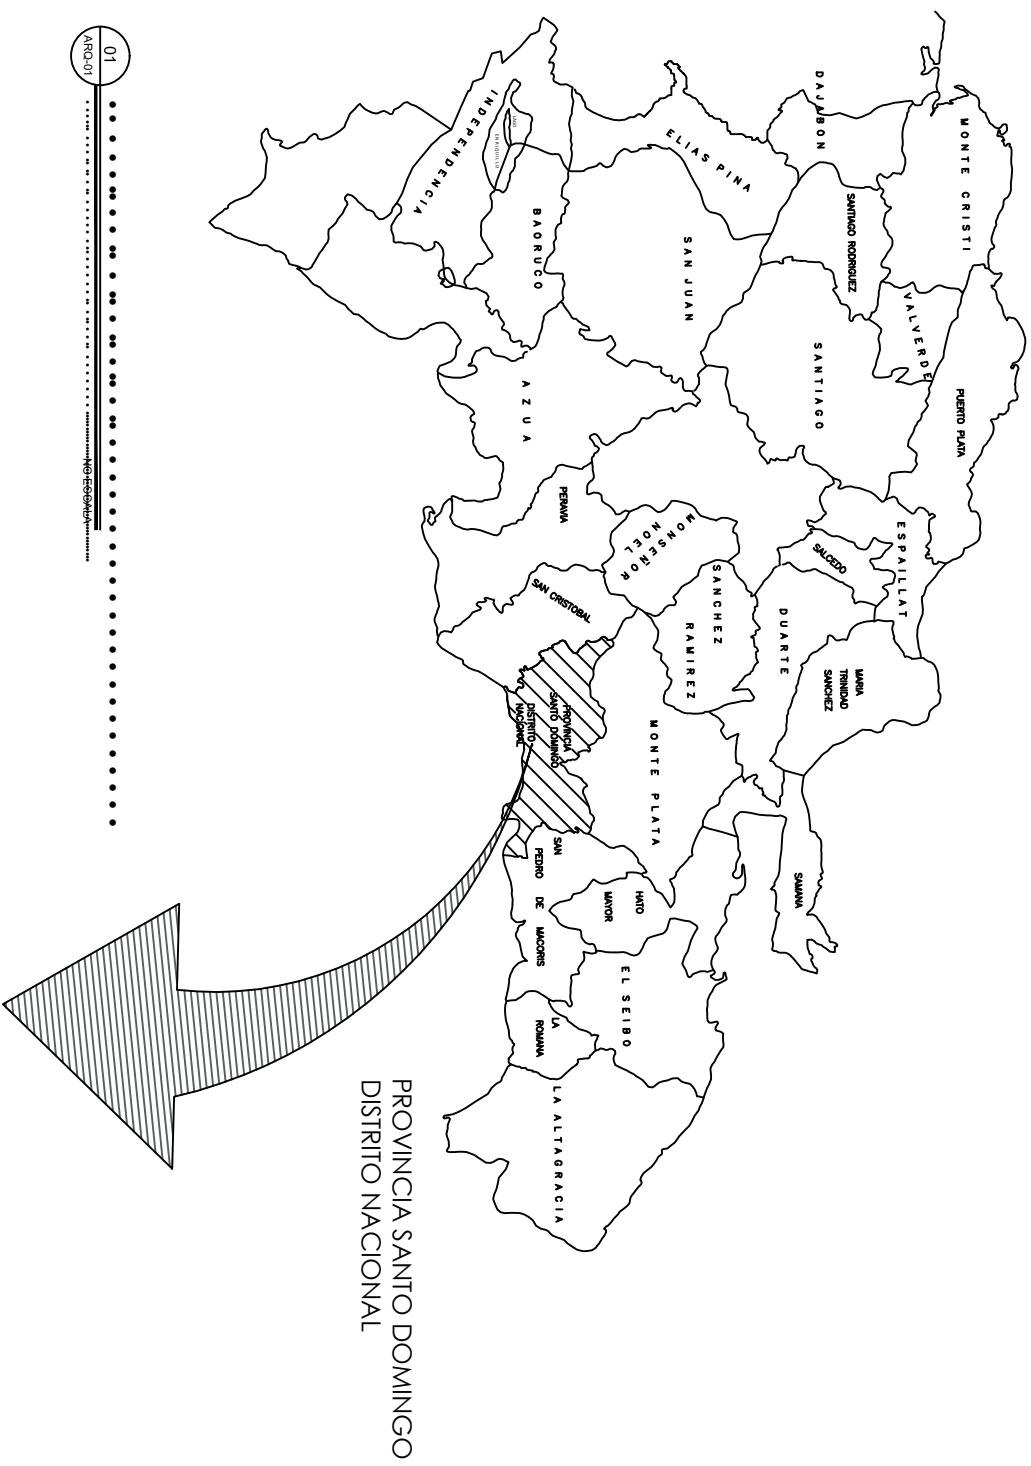 MONTE CRISTI
DAJABON
PUERTO PLATA
VALVERDE
SANTIAGO RODRIGUEZ
ELIAS PINA
SANTIAGO
ESPAILLAT
SALCEDO
MARIA
TRINIDAD
SANCHEZ
DUARTE
SAMANA
SAN JUAN
SANCHEZ
RAMIREZ
MONSEÑOR
NOEL
MONTE PLATA
HATO
MAYOR
EL SEIBO
INDEPENDENCIA
LAGO
ENRIQUILLO
BAORUCO
AZUA
PERAVIA
SAN CRISTOBAL
PROVINCIA
SANTO DOMINGO
DISTRITO
NACIONAL
SAN
PEDRO DE MACORIS
LA
ROMANA
LA ALTAGRACIA
PROVINCIA SANTO DOMINGO
DISTRITO NACIONAL
01
ARQ-01
NO ESCALA